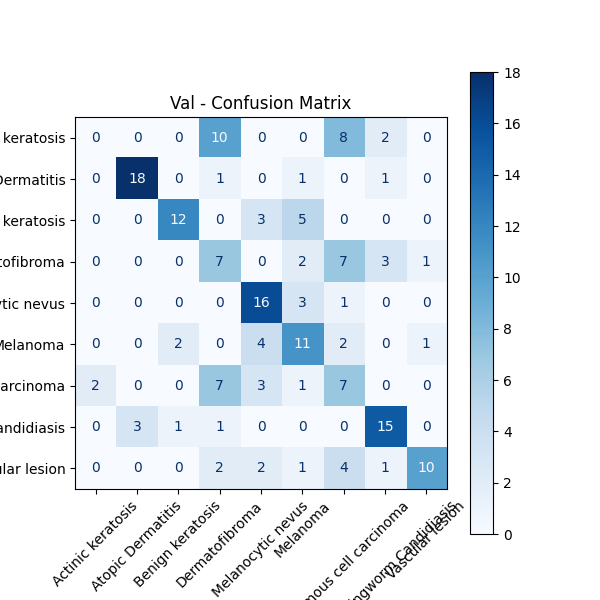 Val - Confusion Matrix
keratosis 0 0 0 10 0 0 8 2 0
Dermatitis 0 18 0 1 0 1 0 1 0
keratosis 0 0 12 0 3 5 0 0 0
tofibroma 0 0 0 7 0 2 7 3 1
ytic nevus 0 0 0 0 16 3 1 0 0
Melanoma 0 0 2 0 4 11 2 0 1
arcinoma 2 0 0 7 3 1 7 0 0
andidiasis 0 3 1 1 0 0 0 15 0
ular lesion 0 0 0 2 2 1 4 1 10
Actinic keratosis
Atopic Dermatitis
Benign keratosis
Dermatofibroma
Melanocytic nevus
Melanoma
mous cell carcinoma
ingworm Candidiasis
Vascular lesion
18
16
14
12
10
8
6
4
2
0